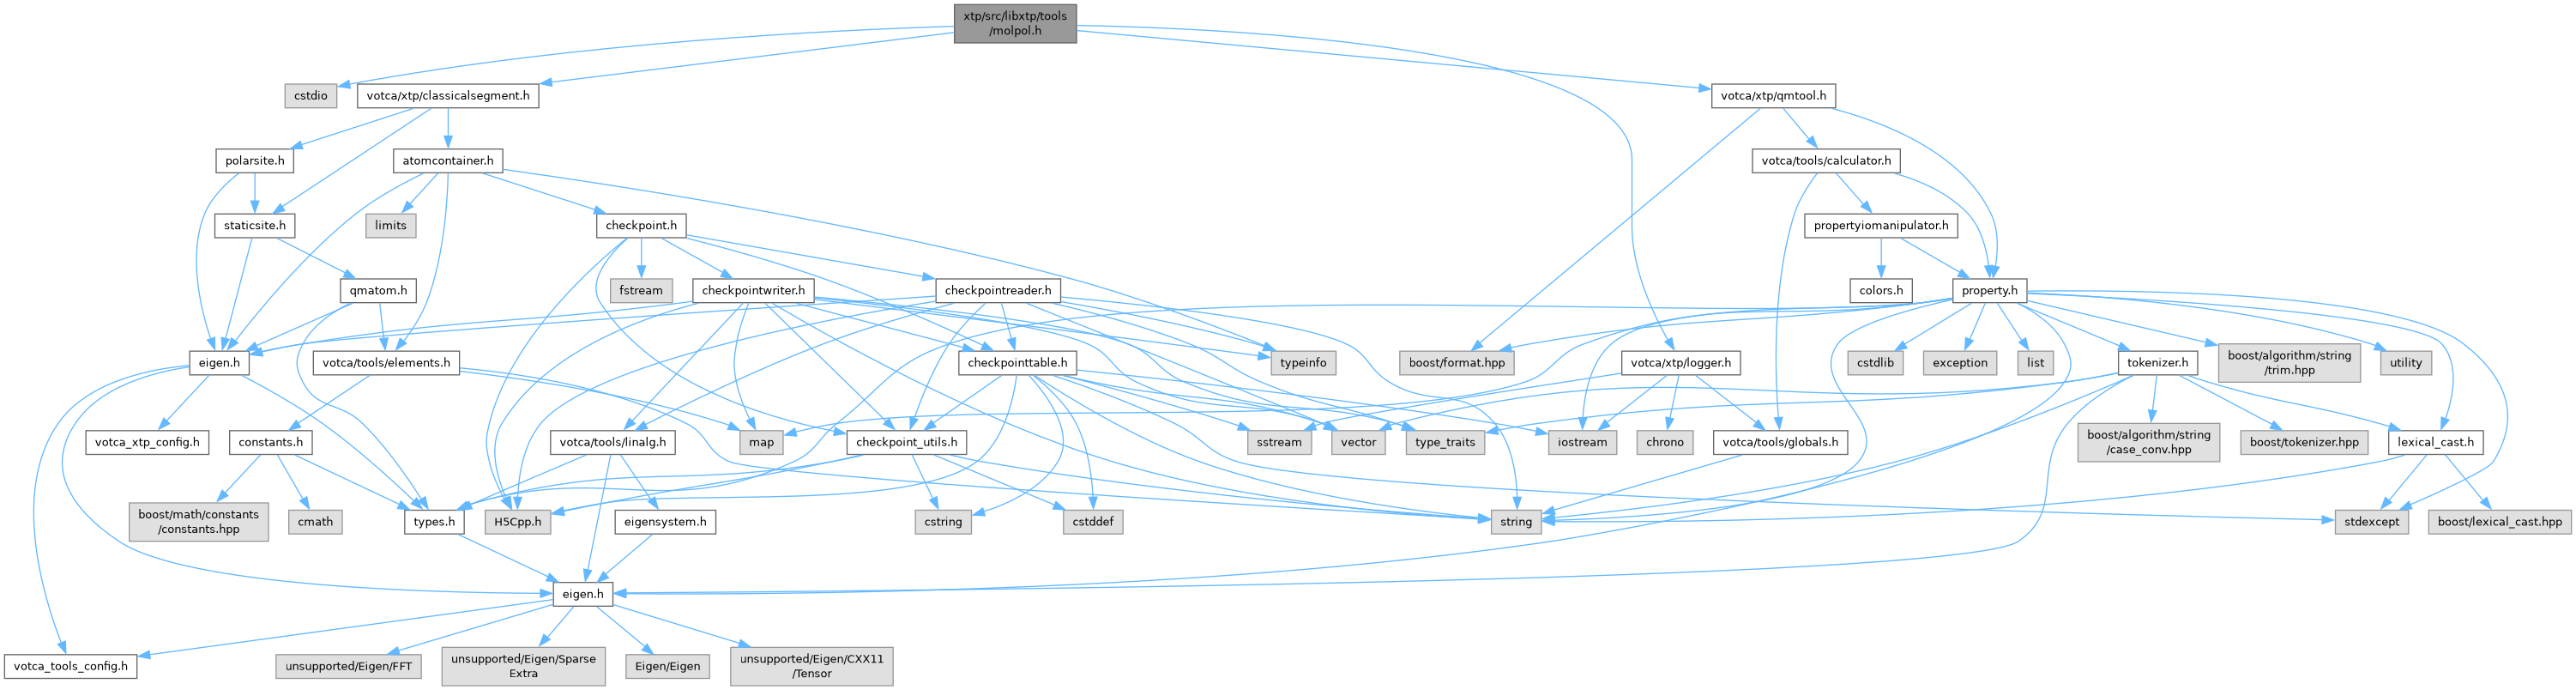 xtp/src/libxtp/tools
/molpol.h
cstdio
votca/xtp/classicalsegment.h
votca/xtp/qmtool.h
polarsite.h
atomcontainer.h
votca/tools/calculator.h
staticsite.h
limits
checkpoint.h
propertyiomanipulator.h
qmatom.h
fstream
checkpointwriter.h
checkpointreader.h
colors.h
property.h
eigen.h
votca/tools/elements.h
checkpointtable.h
typeinfo
boost/format.hpp
votca/xtp/logger.h
cstdlib
exception
list
tokenizer.h
boost/algorithm/string
/trim.hpp
utility
votca_xtp_config.h
constants.h
votca/tools/linalg.h
map
checkpoint_utils.h
sstream
vector
type_traits
iostream
chrono
votca/tools/globals.h
boost/algorithm/string
/case_conv.hpp
boost/tokenizer.hpp
lexical_cast.h
boost/math/constants
/constants.hpp
cmath
types.h
H5Cpp.h
eigensystem.h
cstring
cstddef
string
stdexcept
boost/lexical_cast.hpp
eigen.h
votca_tools_config.h
unsupported/Eigen/FFT
unsupported/Eigen/Sparse
Extra
Eigen/Eigen
unsupported/Eigen/CXX11
/Tensor